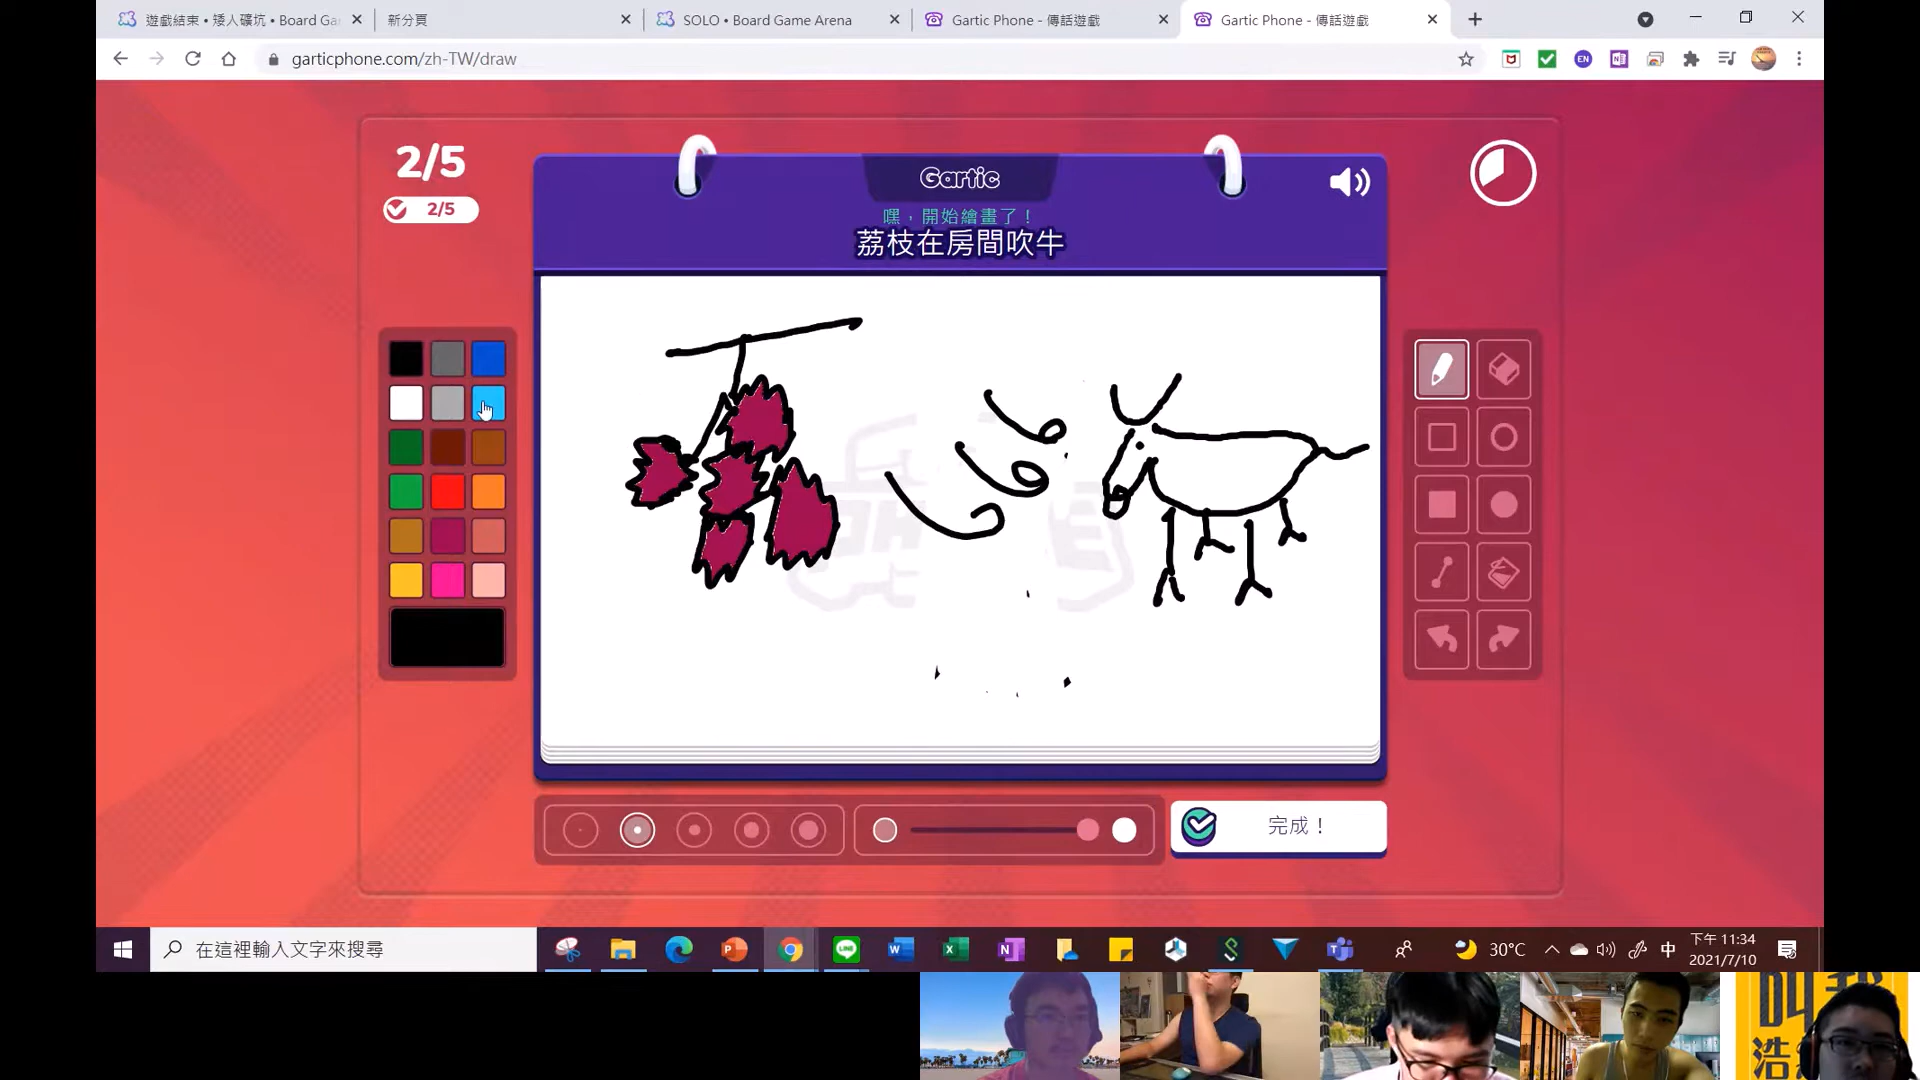 遊戲結束 • 矮人礦坑 • Board Ga
新分頁
SOLO • Board Game Arena
Gartic Phone - 傳話遊戲
Gartic Phone - 傳話遊戲
garticphone.com/zh-TW/draw
EN
2/5
2/5
Gartic
嘿，開始繪畫了！
荔枝在房間吹牛
完成！
在這裡輸入文字來搜尋
LINE
30°C
中
下午 11:34
2021/7/10